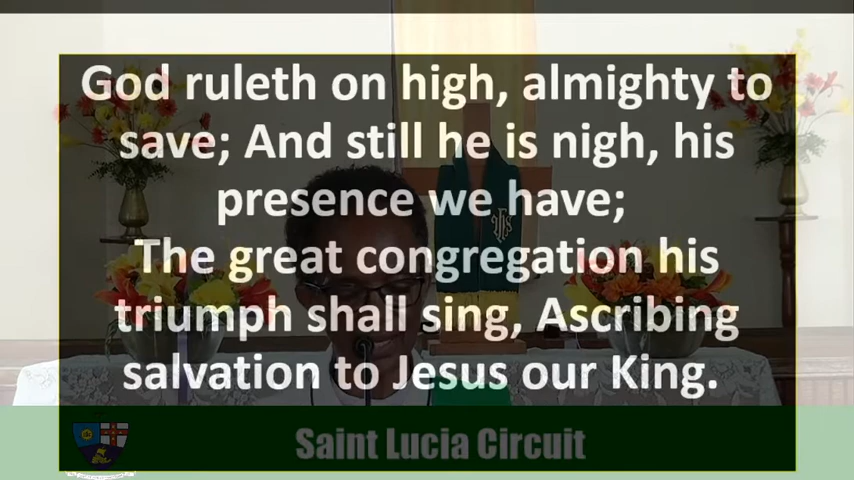 God ruleth on high, almighty to
save; And still he is nigh, his
presence we have;
The great congregation his
triumph shall sing, Ascribing
salvation to Jesus our King.
IHS
Saint Lucia Circuit